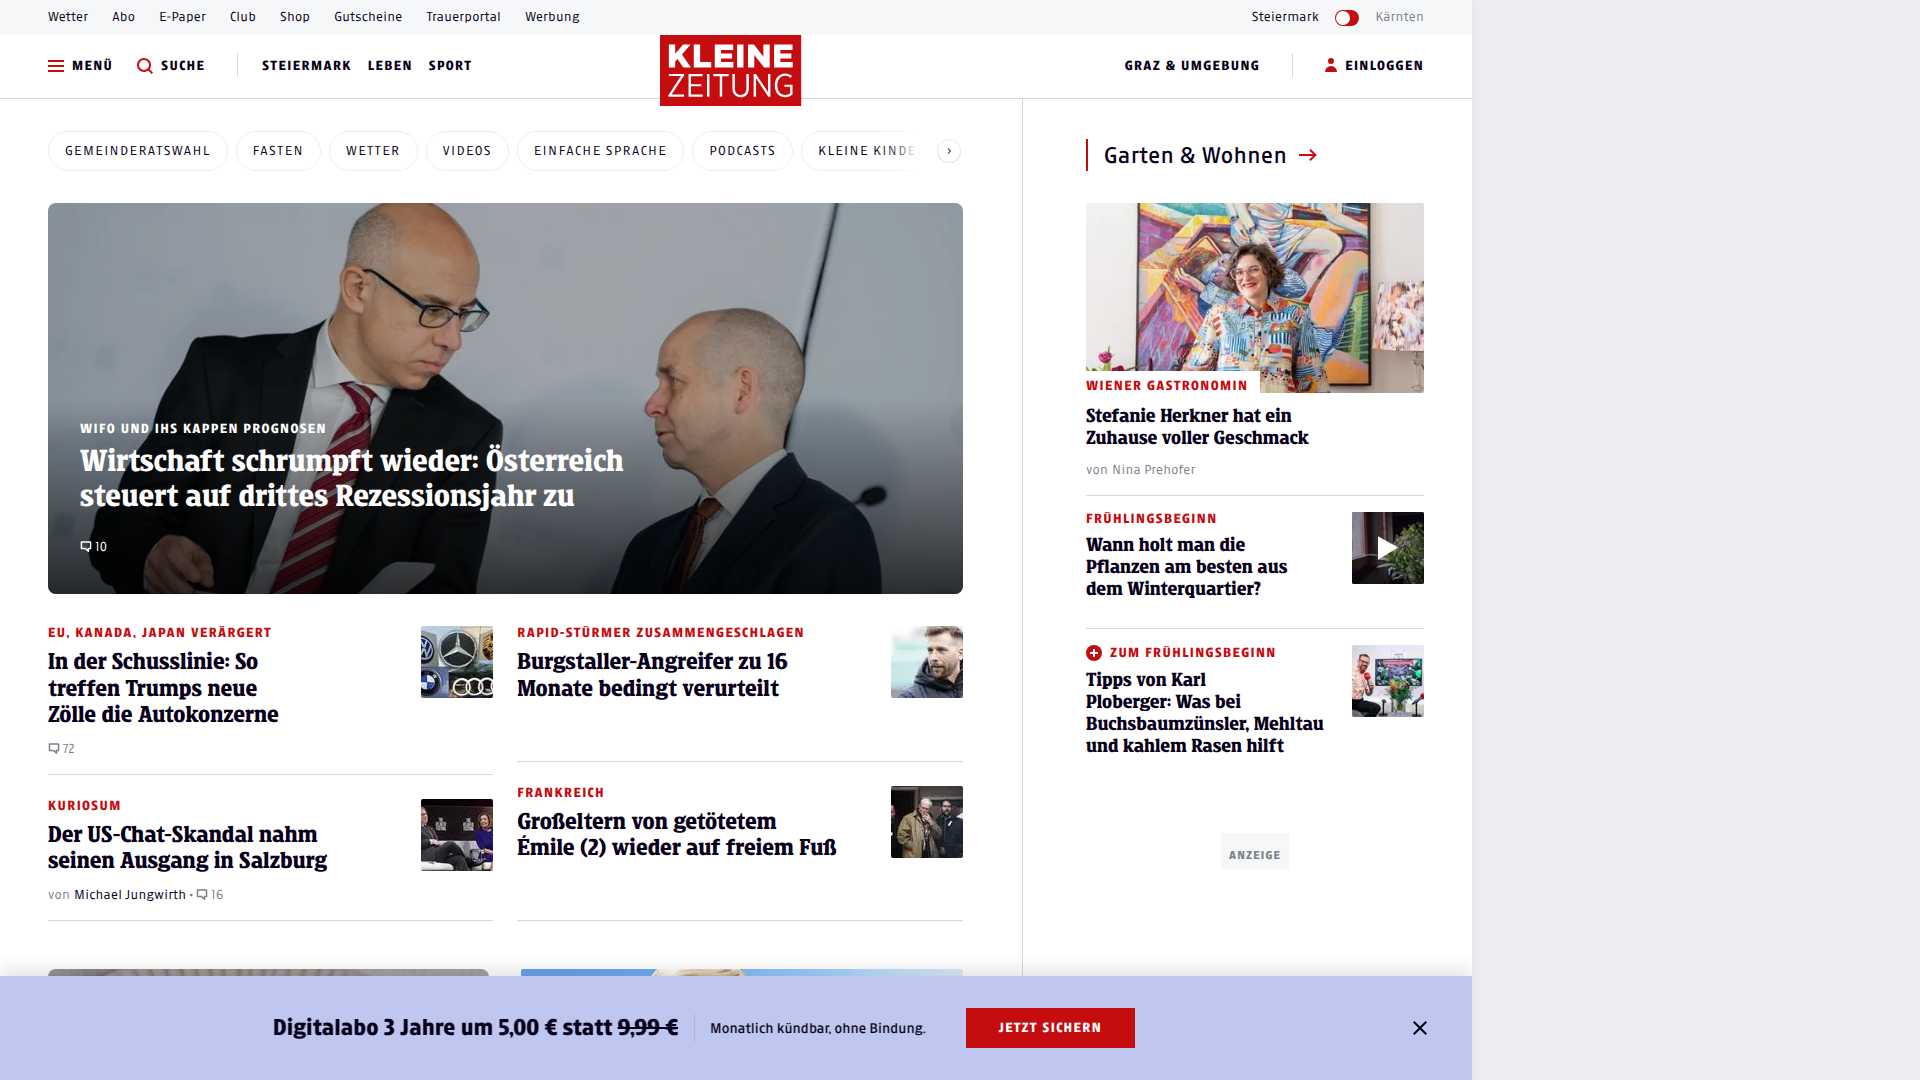 Wetter Abo E-Paper Club Shop Gutscheine Trauerportal Werbung Steiermark Kärnten
MENÜ SUCHE STEIERMARK LEBEN SPORT KLEINE ZEITUNG GRAZ & UMGEBUNG EINLOGGEN
GEMEINDERATSWAHL FASTEN WETTER VIDEOS EINFACHE SPRACHE PODCASTS KLEINE KINDE
WIFO UND IHS KAPPEN PROGNOSEN
Wirtschaft schrumpft wieder: Österreich
steuert auf drittes Rezessionsjahr zu
10
EU, KANADA, JAPAN VERÄRGERT
In der Schusslinie: So
treffen Trumps neue
Zölle die Autokonzerne
72
KURIOSUM
Der US-Chat-Skandal nahm
seinen Ausgang in Salzburg
von Michael Jungwirth • 16
RAPID-STÜRMER ZUSAMMENGESCHLAGEN
Burgstaller-Angreifer zu 16
Monate bedingt verurteilt
FRANKREICH
Großeltern von getötetem
Émile (2) wieder auf freiem Fuß
Garten & Wohnen
WIENER GASTRONOMIN
Stefanie Herkner hat ein
Zuhause voller Geschmack
von Nina Prehofer
FRÜHLINGSBEGINN
Wann holt man die
Pflanzen am besten aus
dem Winterquartier?
ZUM FRÜHLINGSBEGINN
Tipps von Karl
Ploberger: Was bei
Buchsbaumzünsler, Mehltau
und kahlem Rasen hilft
ANZEIGE
Digitalabo 3 Jahre um 5,00 € statt 9,99 € Monatlich kündbar, ohne Bindung. JETZT SICHERN